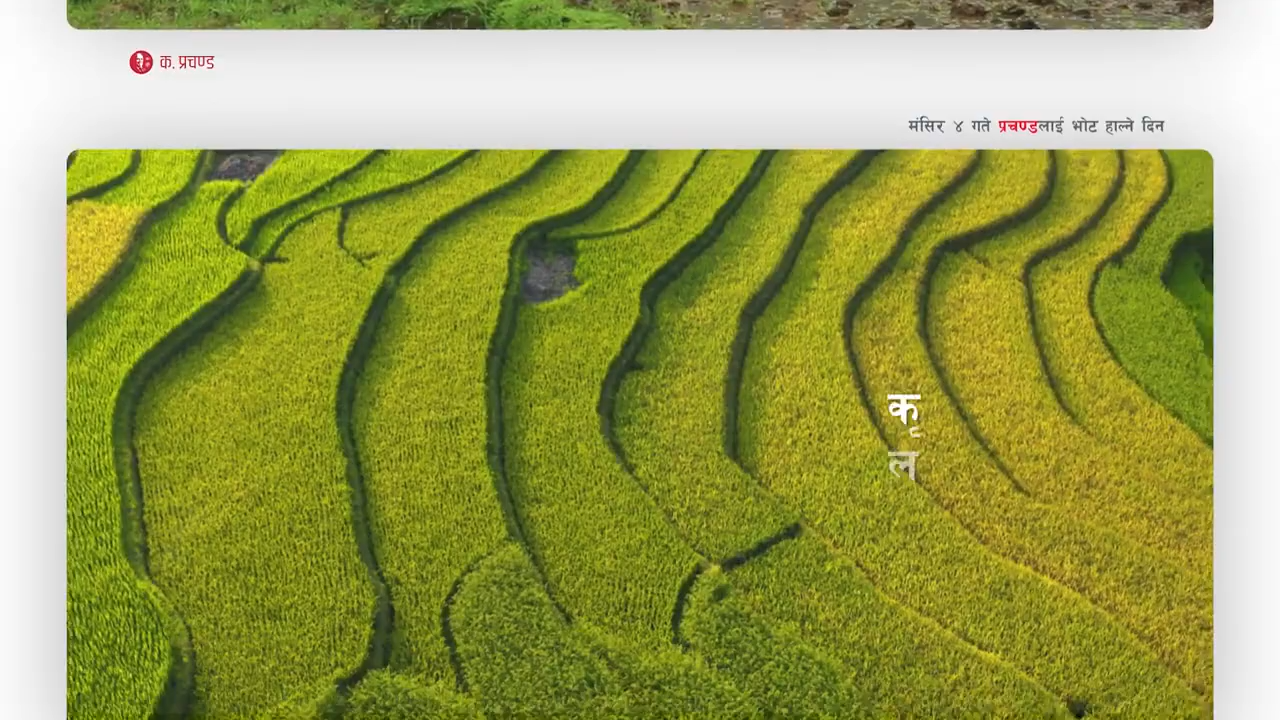 क. प्रचण्ड
मंसिर ४ गते प्रचण्डलाई भोट हाल्ने दिन
कृ
ल